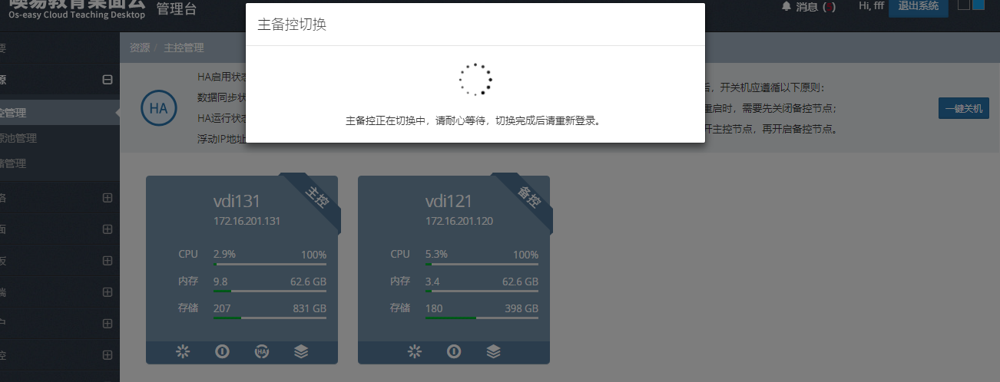 噢易教育桌面云
Os-easy Cloud Teaching Desktop
管理台
消息 (5)
Hi, fff
退出系统
主备控切换
主备控正在切换中，请耐心等待，切换完成后请重新登录。
要
源
控管理
源池管理
储管理
络
面
板
端
户
控
资源 / 主控管理
HA
HA启用状态
数据同步状
HA运行状态
浮动IP地址
后，开关机应遵循以下原则：
重启时，需要先关闭备控节点；
开主控节点，再开启备控节点。
一键关机
主控
vdi131
172.16.201.131
CPU 2.9% 100%
内存 9.8 62.6 GB
存储 207 831 GB
HA
备控
vdi121
172.16.201.120
CPU 5.3% 100%
内存 3.4 62.6 GB
存储 180 398 GB